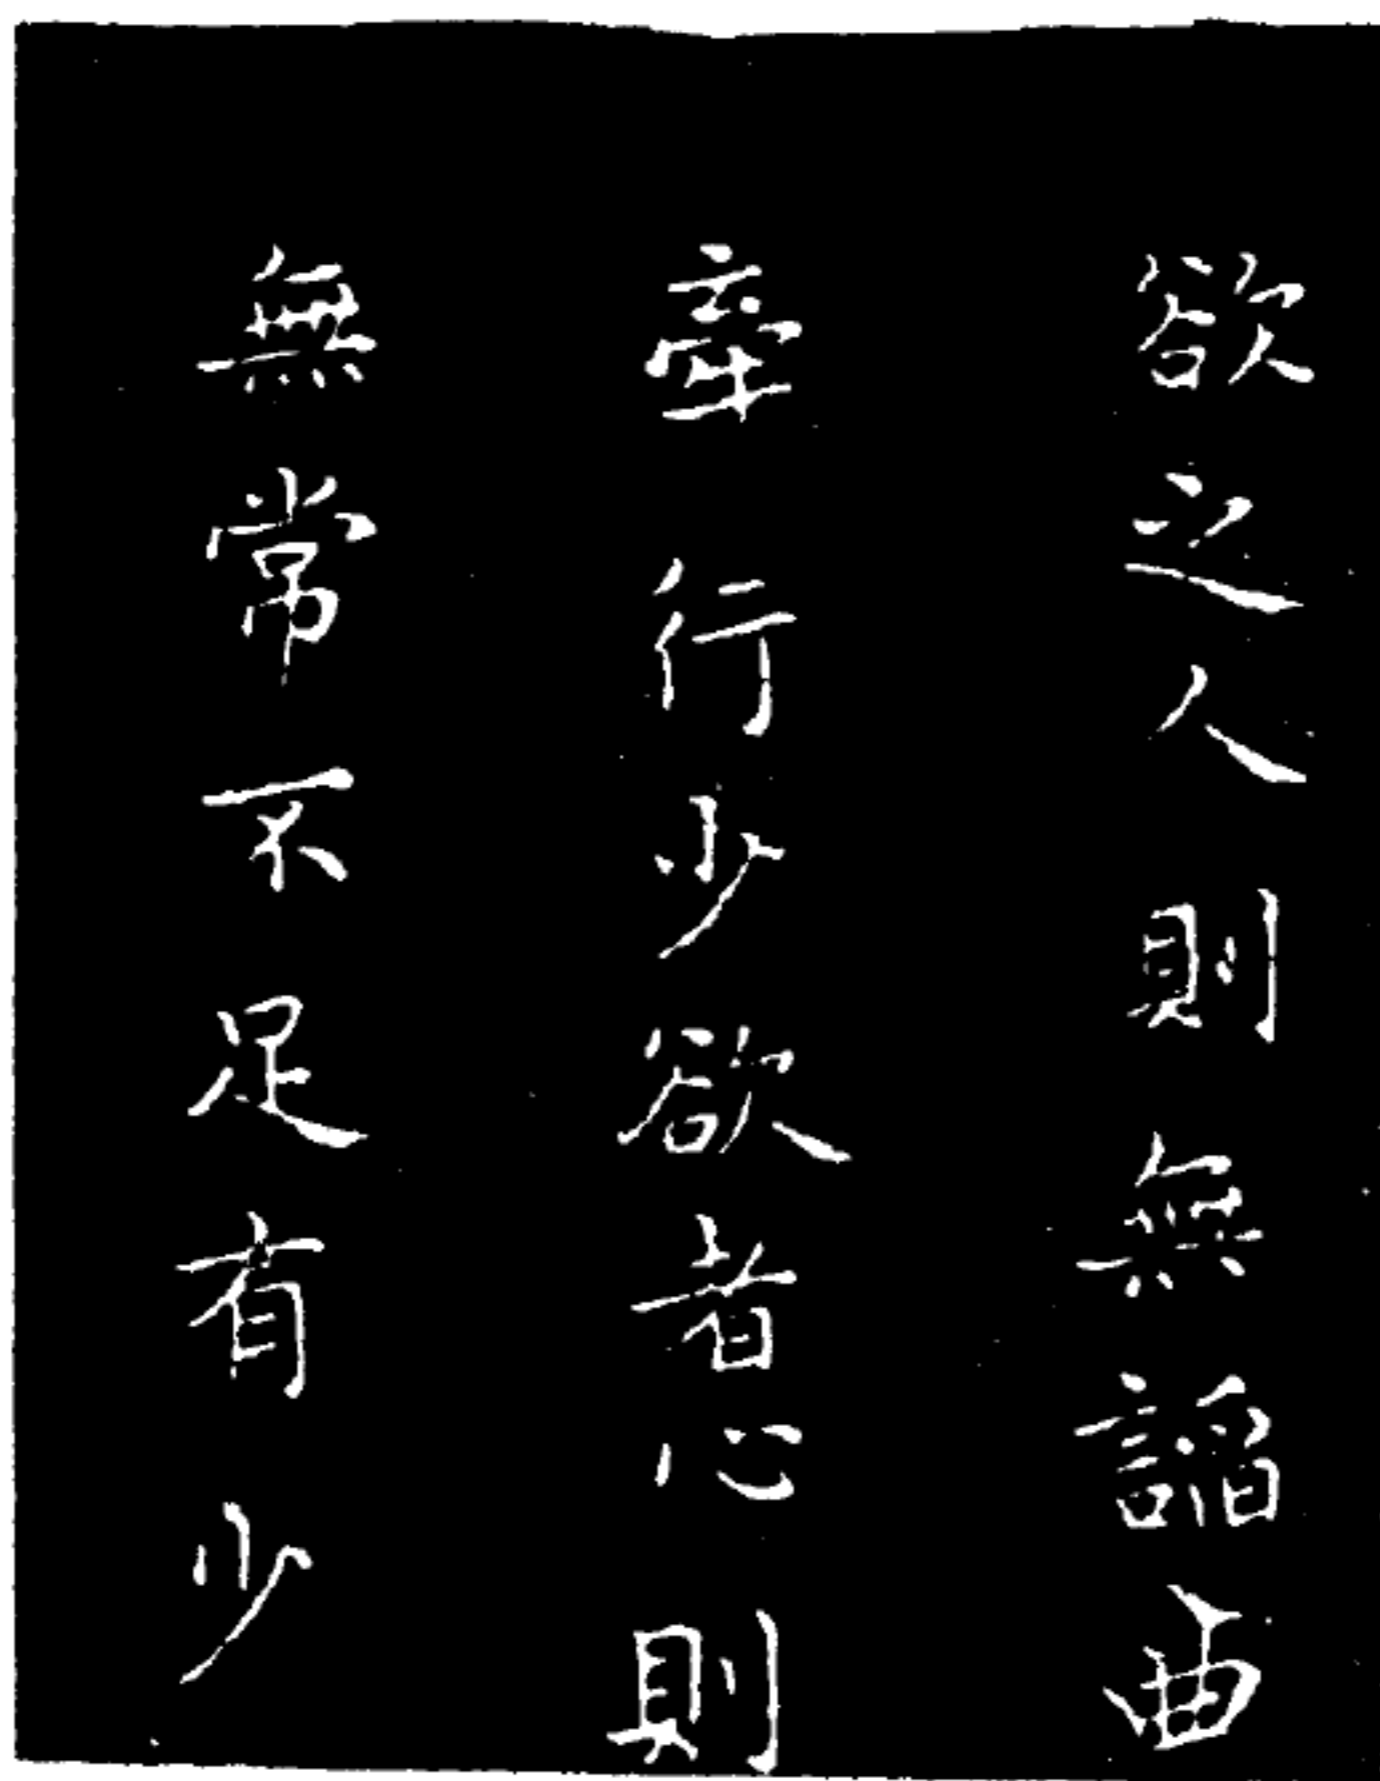 欲之人則無諂曲
牽行少欲者心則
無常不足有少